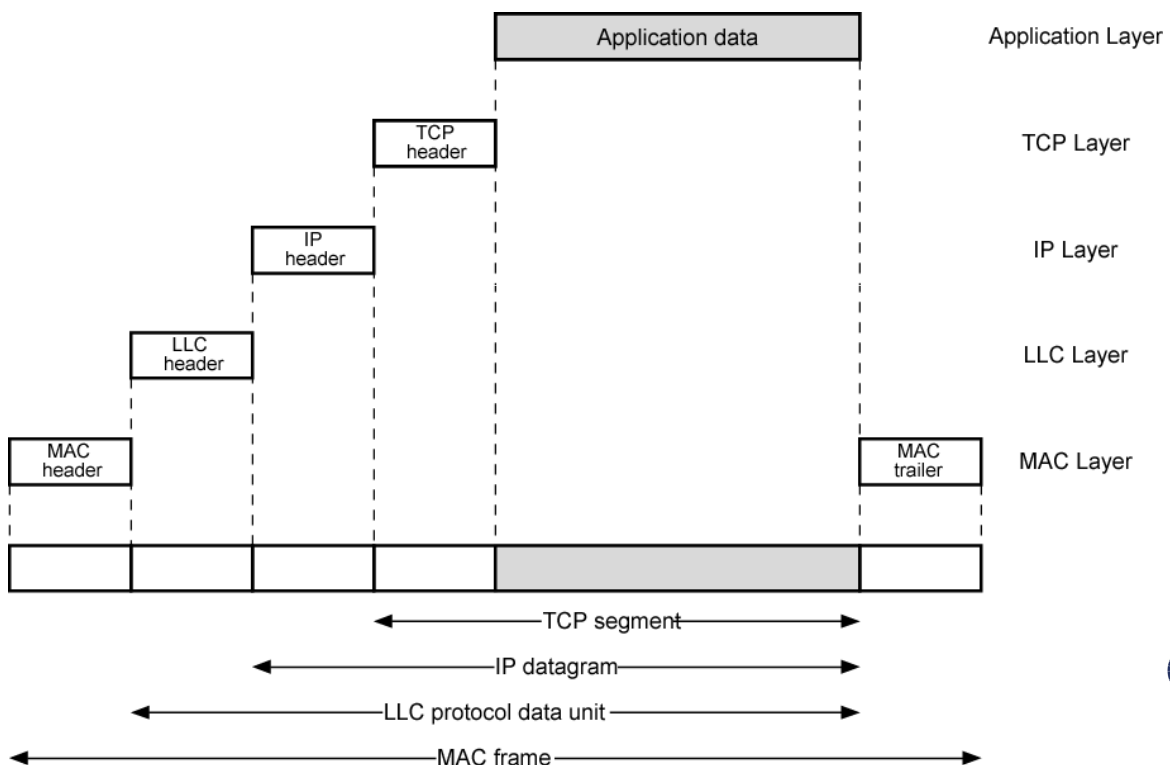 Application data
Application Layer
TCP
header
TCP Layer
IP
header
IP Layer
LLC
header
LLC Layer
MAC
header
MAC
trailer
MAC Layer
TCP segment
IP datagram
LLC protocol data unit
MAC frame